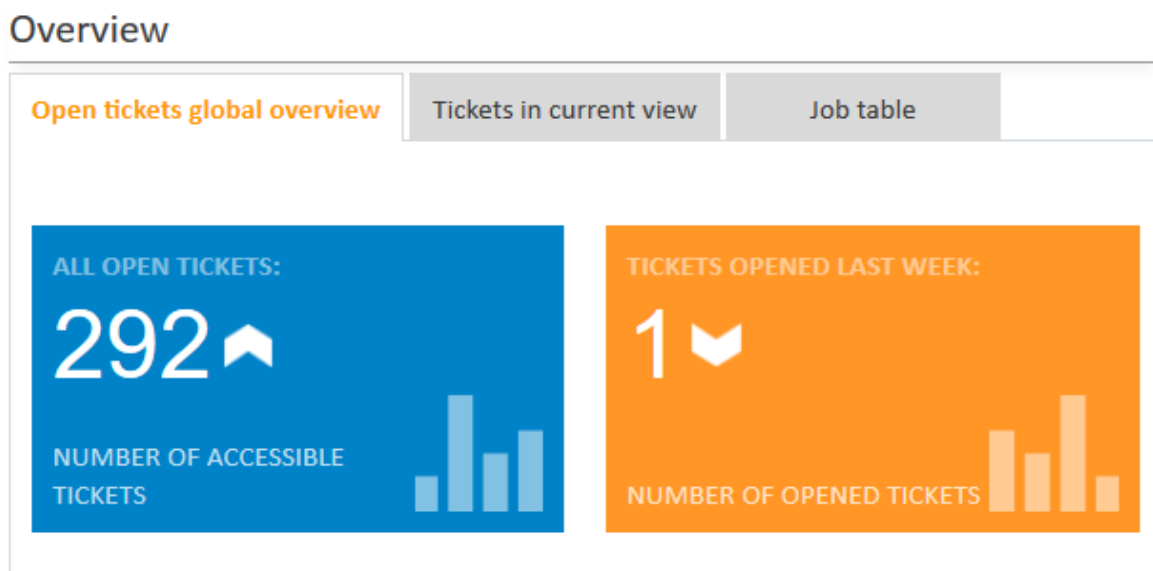 Overview
Open tickets global overview
Tickets in current view
Job table
ALL OPEN TICKETS:
292
NUMBER OF ACCESSIBLE
TICKETS
TICKETS OPENED LAST WEEK:
1
NUMBER OF OPENED TICKETS